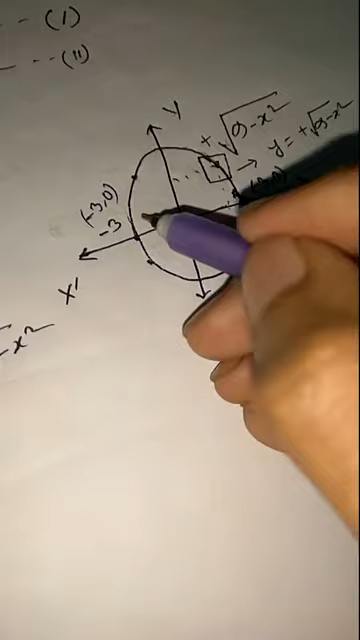 -- (I)
-- (II)
Y
+√9-x²
→ y = +√9-x²
(-3,0)
-3
X'
-x²